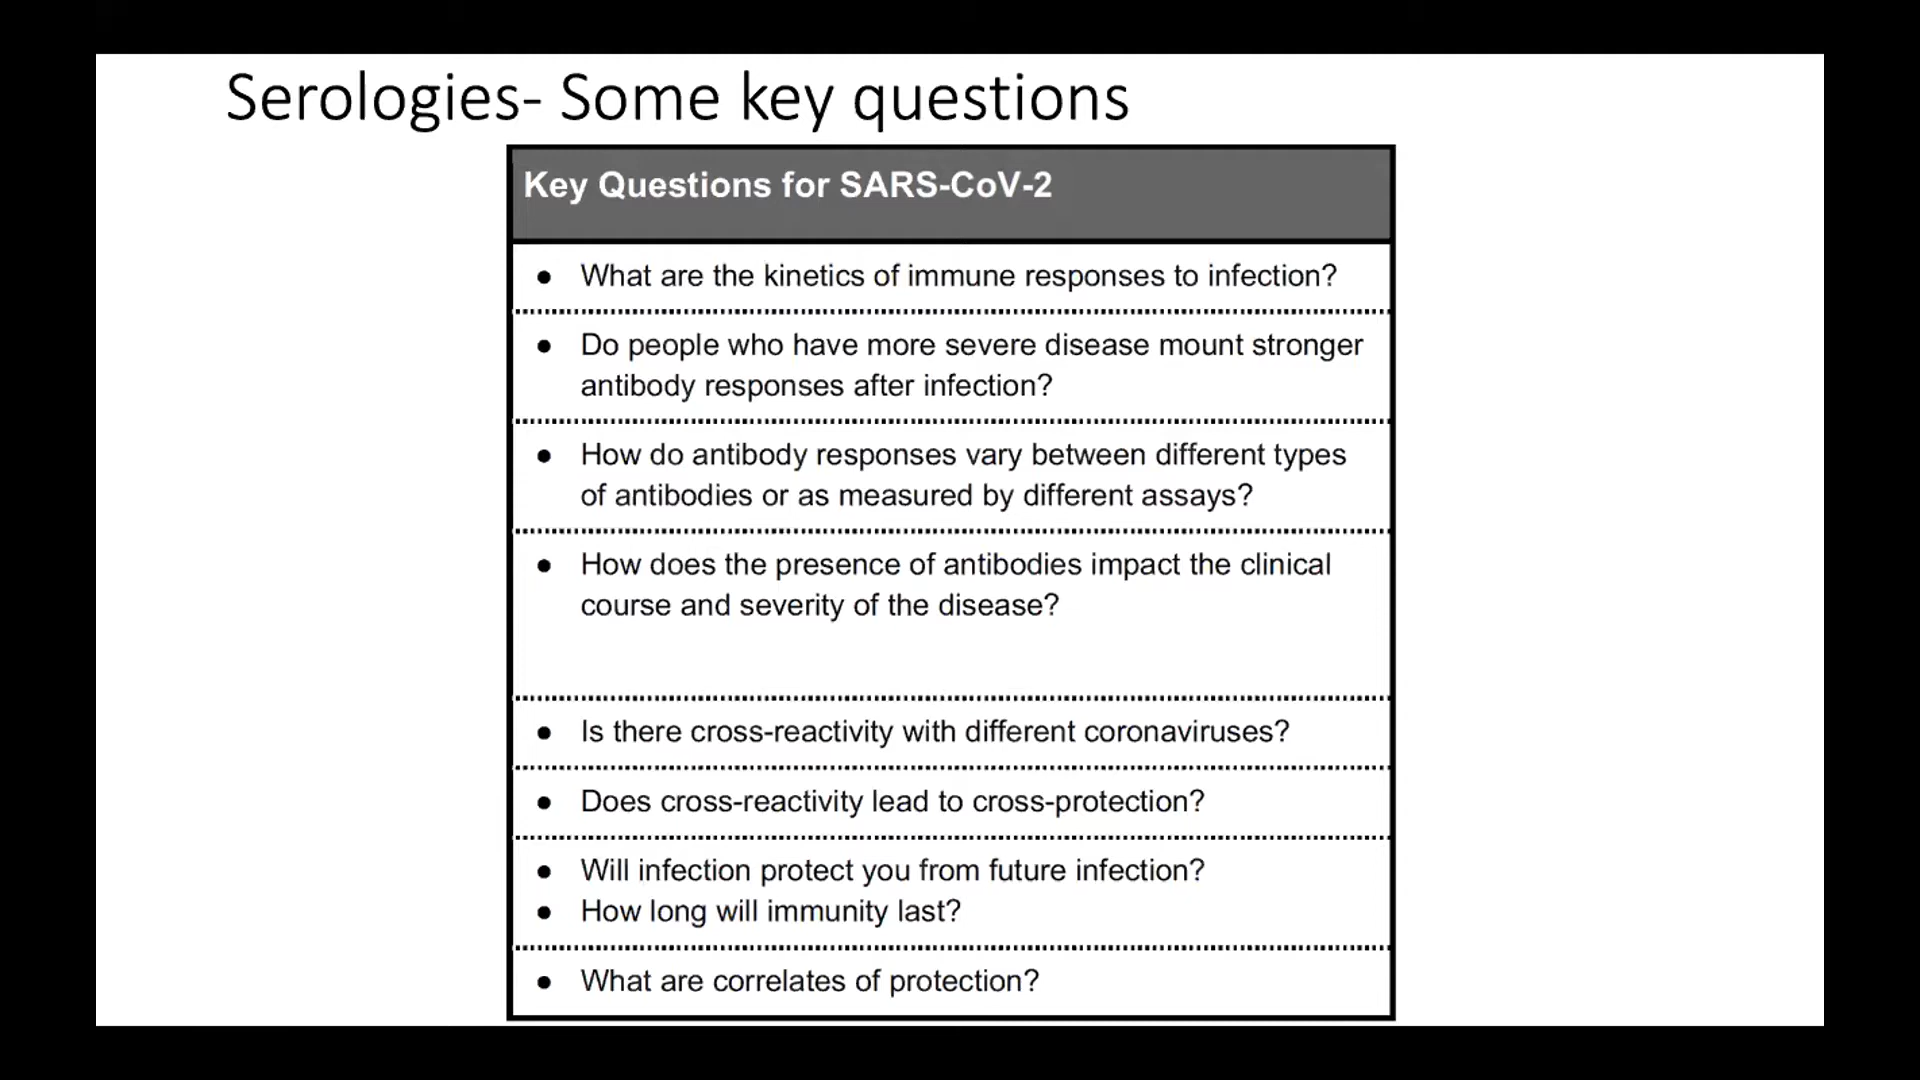 Serologies- Some key questions
Key Questions for SARS-CoV-2
● What are the kinetics of immune responses to infection?
● Do people who have more severe disease mount stronger
antibody responses after infection?
● How do antibody responses vary between different types
of antibodies or as measured by different assays?
● How does the presence of antibodies impact the clinical
course and severity of the disease?
● Is there cross-reactivity with different coronaviruses?
● Does cross-reactivity lead to cross-protection?
● Will infection protect you from future infection?
● How long will immunity last?
● What are correlates of protection?